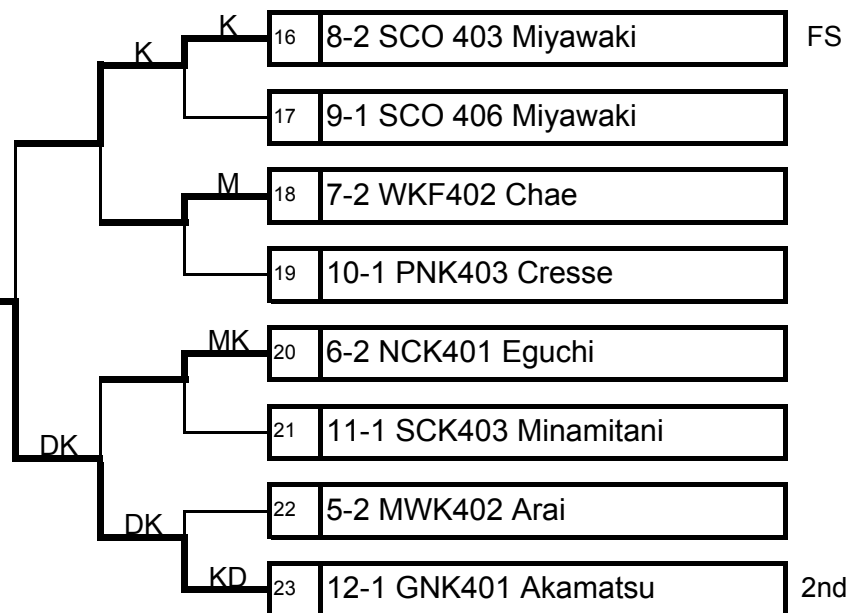 K
K
16 8-2 SCO 403 Miyawaki FS
17 9-1 SCO 406 Miyawaki
M
18 7-2 WKF402 Chae
19 10-1 PNK403 Cresse
MK
20 6-2 NCK401 Eguchi
21 11-1 SCK403 Minamitani
DK
22 5-2 MWK402 Arai
DK
KD
23 12-1 GNK401 Akamatsu 2nd